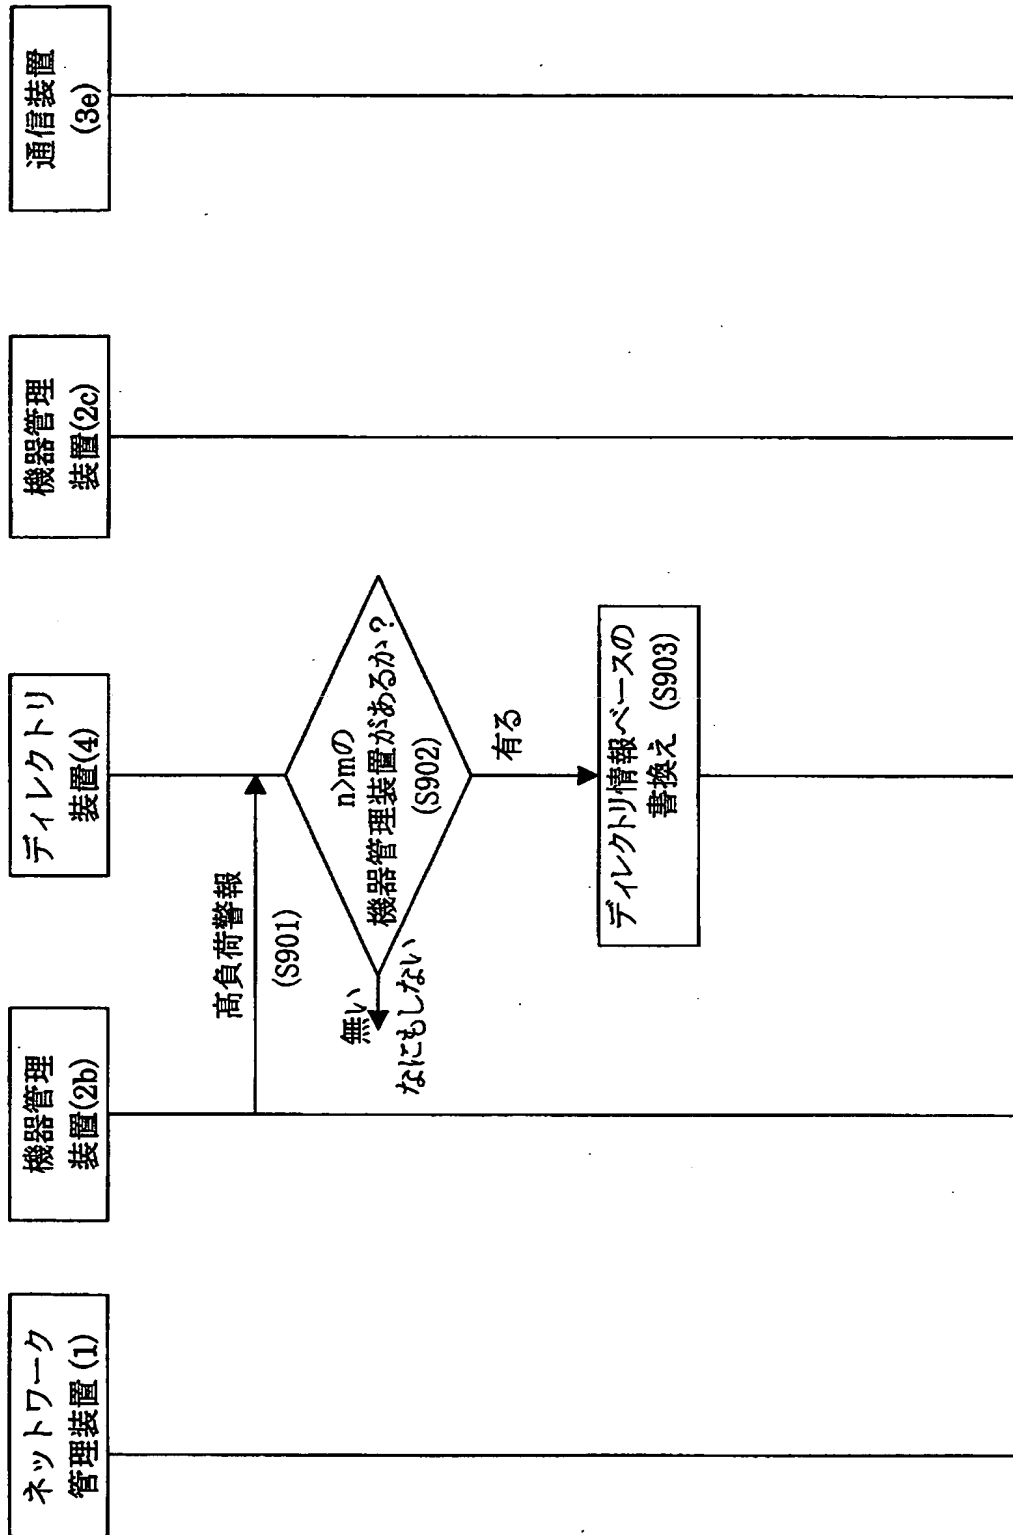 ネットワーク
管理装置(1)
機器管理
装置(2b)
ディレクトリ
装置(4)
機器管理
装置(2c)
通信装置
(3e)
高負荷警報
(S901)
n>mの
機器管理装置があるか？
(S902)
無い
なにもしない
有る
ディレクトリ情報ベースの
書換え (S903)